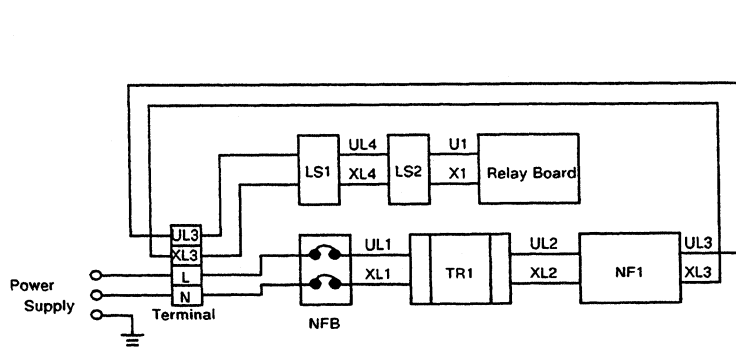 UL4
U1
LS1
LS2
Relay Board
XL4
X1
UL3
XL3
L
N
Terminal
Power
Supply
NFB
UL1
XL1
TR1
UL2
XL2
NF1
UL3
XL3